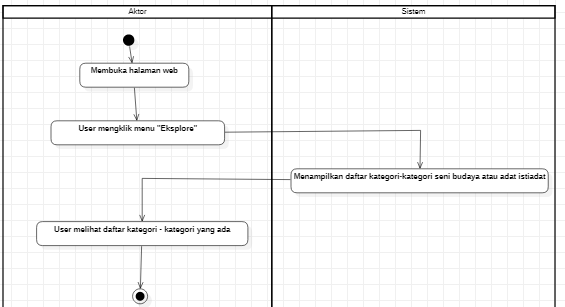 Aktor
Sistem
Membuka halaman web
User mengklik menu "Eksplore"
Menampilkan daftar kategori-kategori seni budaya atau adat istiadat
User melihat daftar kategori - kategori yang ada